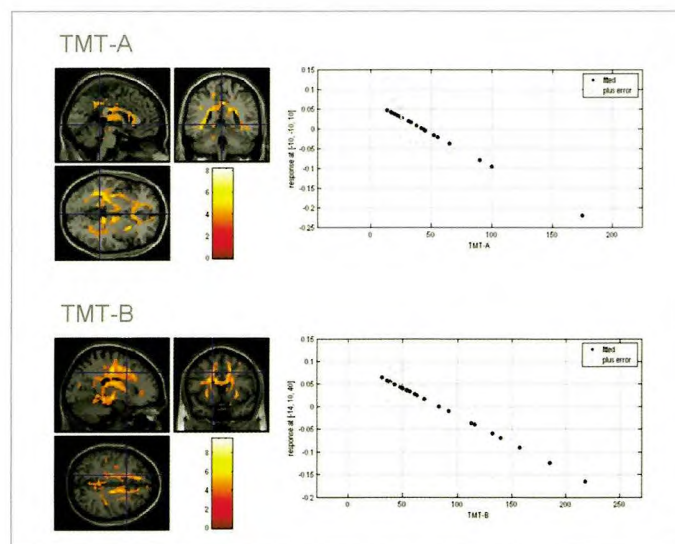 TMT-A
8
6
4
2
0
response at [-10, -10, 10]
0.15
0.1
0.05
0
-0.05
-0.1
-0.15
-0.2
-0.25
fitted
plus error
0 50 100 150 200
TMT-A
TMT-B
8
6
4
2
0
response at [-14, 10, 40]
0.15
0.1
0.05
0
-0.05
-0.1
-0.15
-0.2
fitted
plus error
0 50 100 150 200 250
TMT-B